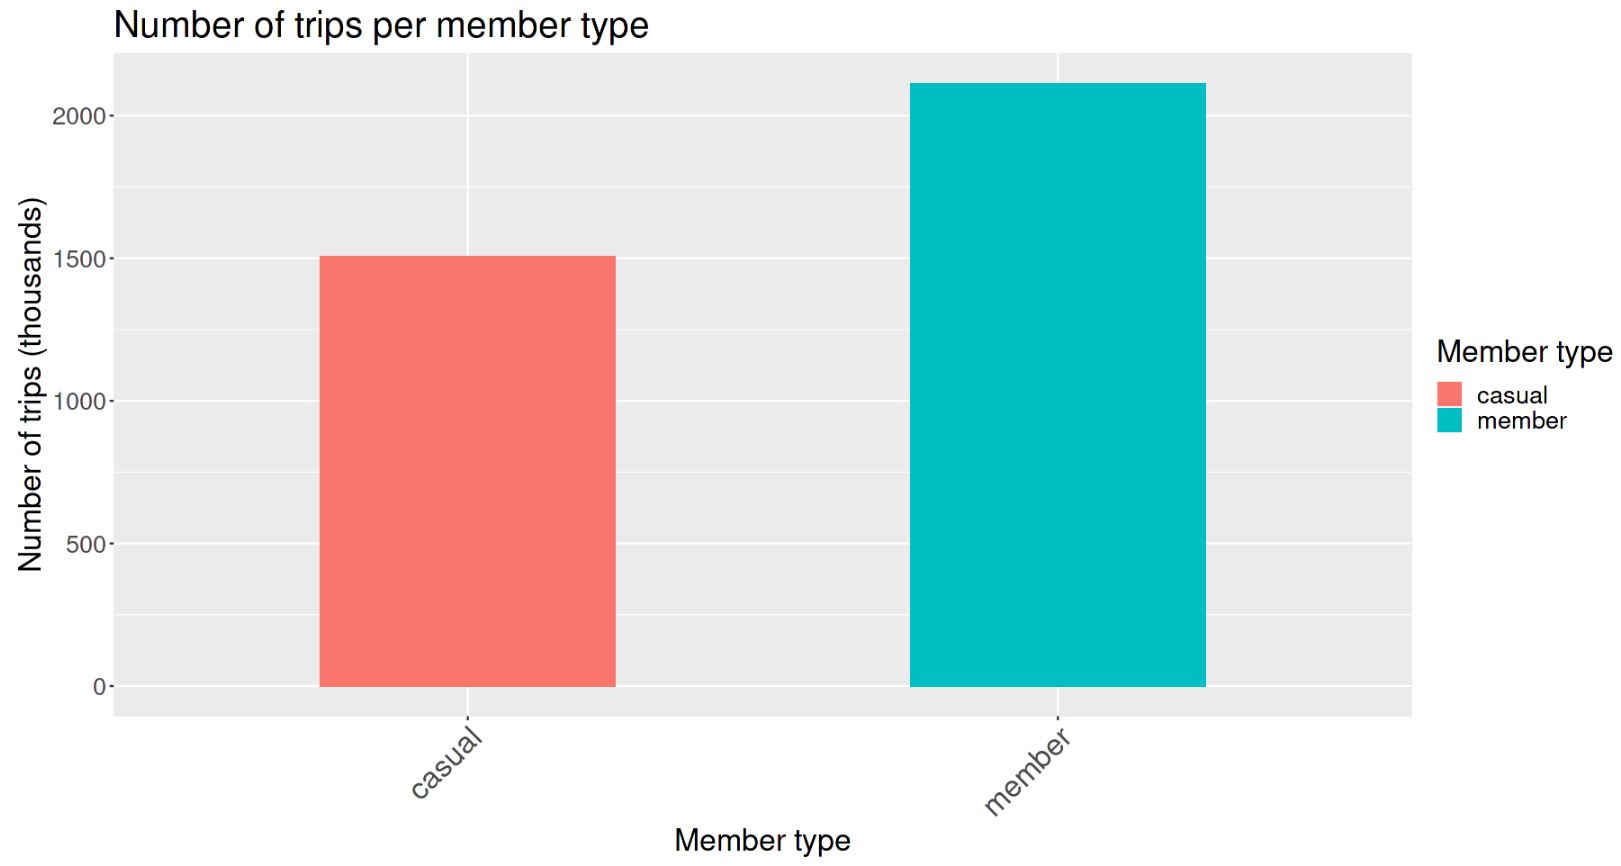 Number of trips per member type
Number of trips (thousands)
2000
1500
1000
500
0
casual
member
Member type
Member type
casual
member